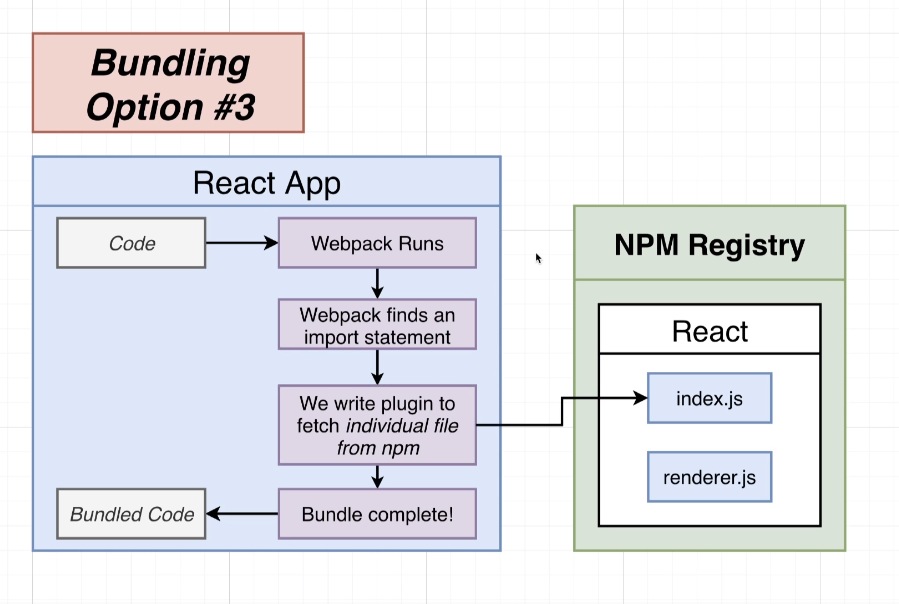 Bundling
Option #3
React App
Code
Webpack Runs
Webpack finds an
import statement
We write plugin to
fetch individual file
from npm
Bundle complete!
Bundled Code
NPM Registry
React
index.js
renderer.js